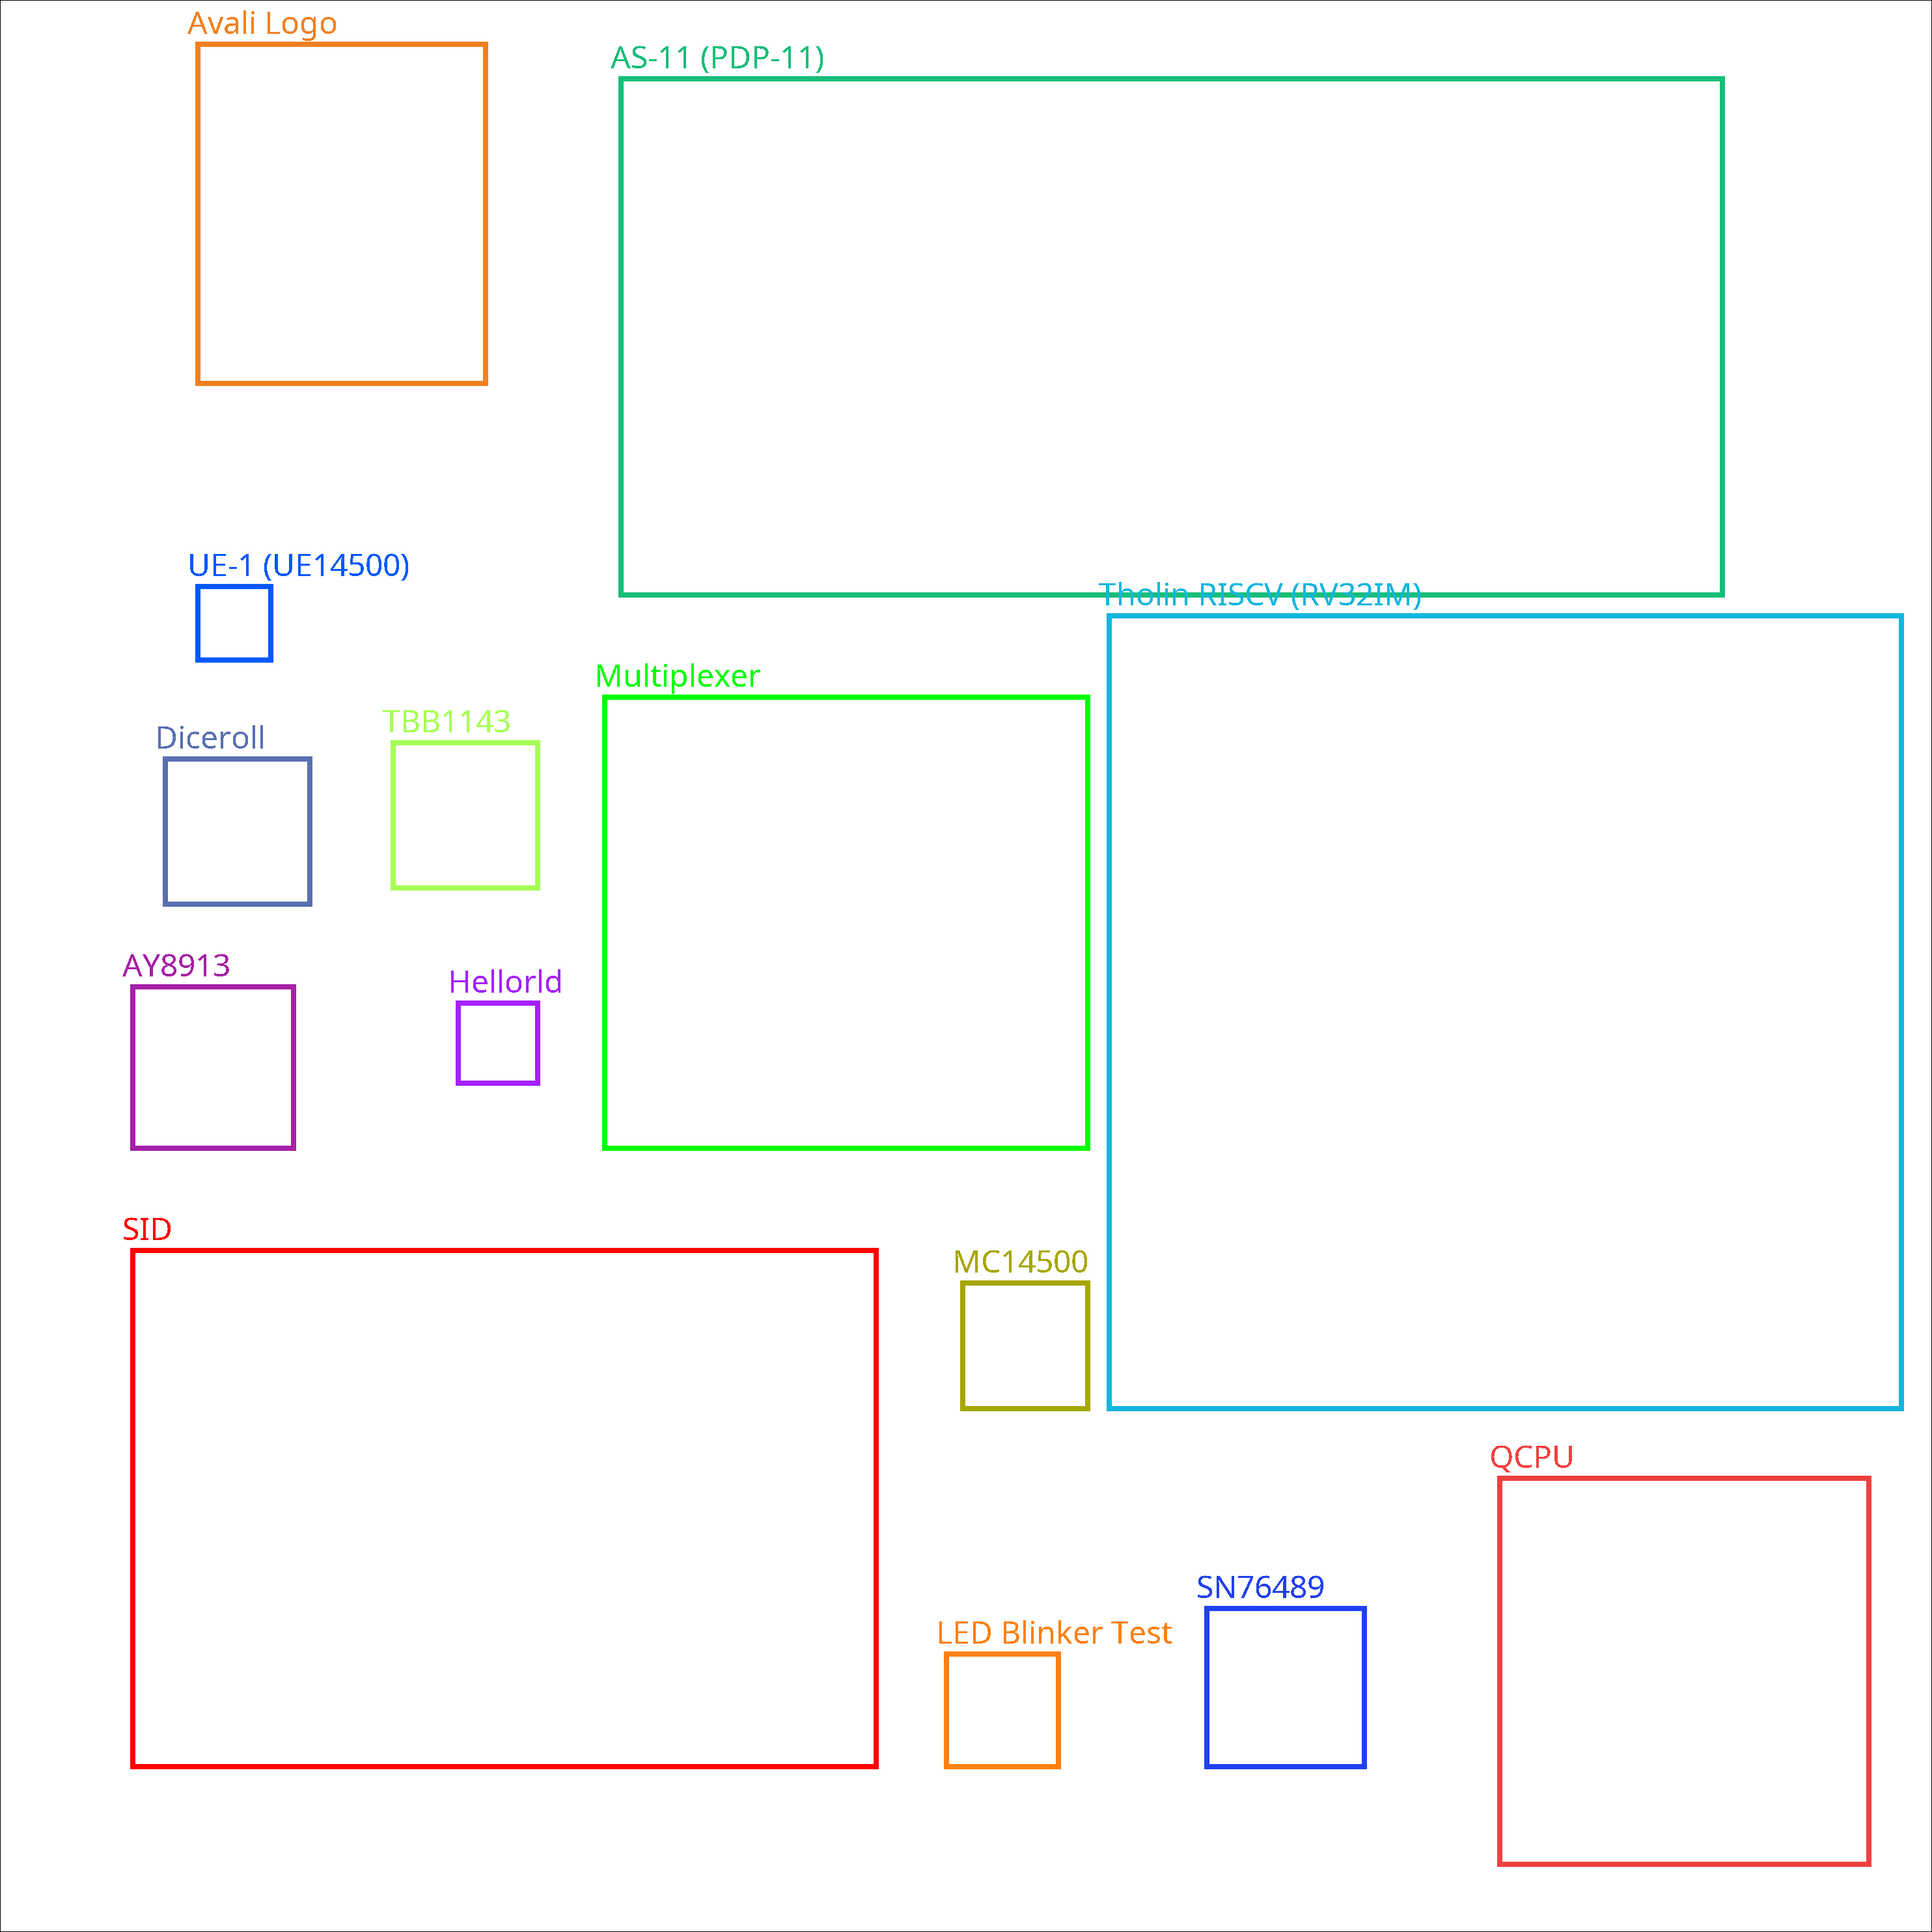 Avali Logo
AS-11 (PDP-11)
UE-1 (UE14500)
Tholin RISCV (RV32IM)
Multiplexer
TBB1143
Diceroll
AY8913
Hellorld
SID
MC14500
QCPU
SN76489
LED Blinker Test